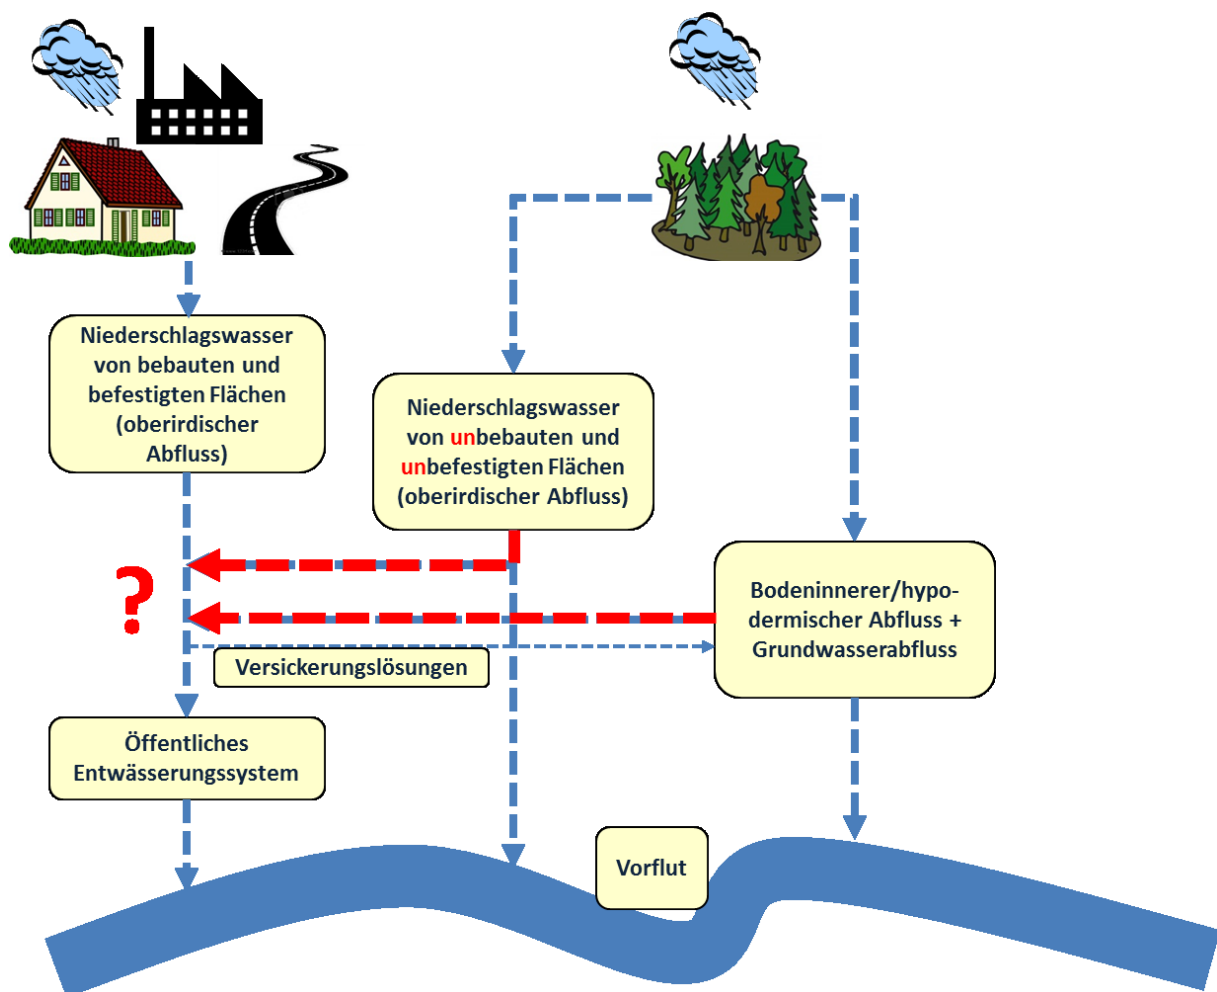 Niederschlagswasser
von bebauten und
befestigten Flächen
(oberirdischer
Abfluss)
Niederschlagswasser
von unbebauten und
unbefestigten Flächen
(oberirdischer Abfluss)
?
Bodeninnerer/hypo-
dermischer Abfluss +
Grundwasserabfluss
Versickerungslösungen
Öffentliches
Entwässerungssystem
Vorflut